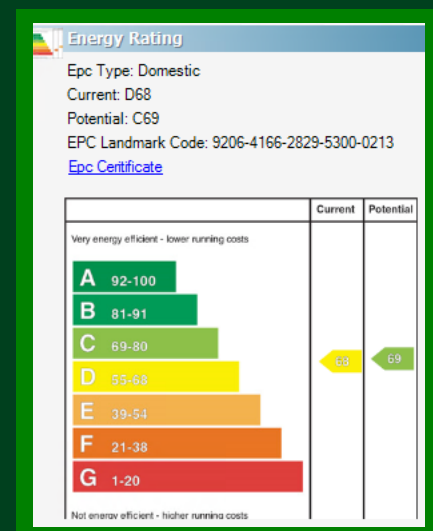 Energy Rating
Epc Type: Domestic
Current: D68
Potential: C69
EPC Landmark Code: 9206-4166-2829-5300-0213
Epc Ceritificate
Current Potential
Very energy efficient - lower running costs
A 92-100
B 81-91
C 69-80
68 69
D 55-68
E 39-54
F 21-38
G 1-20
Not energy efficient - higher running costs